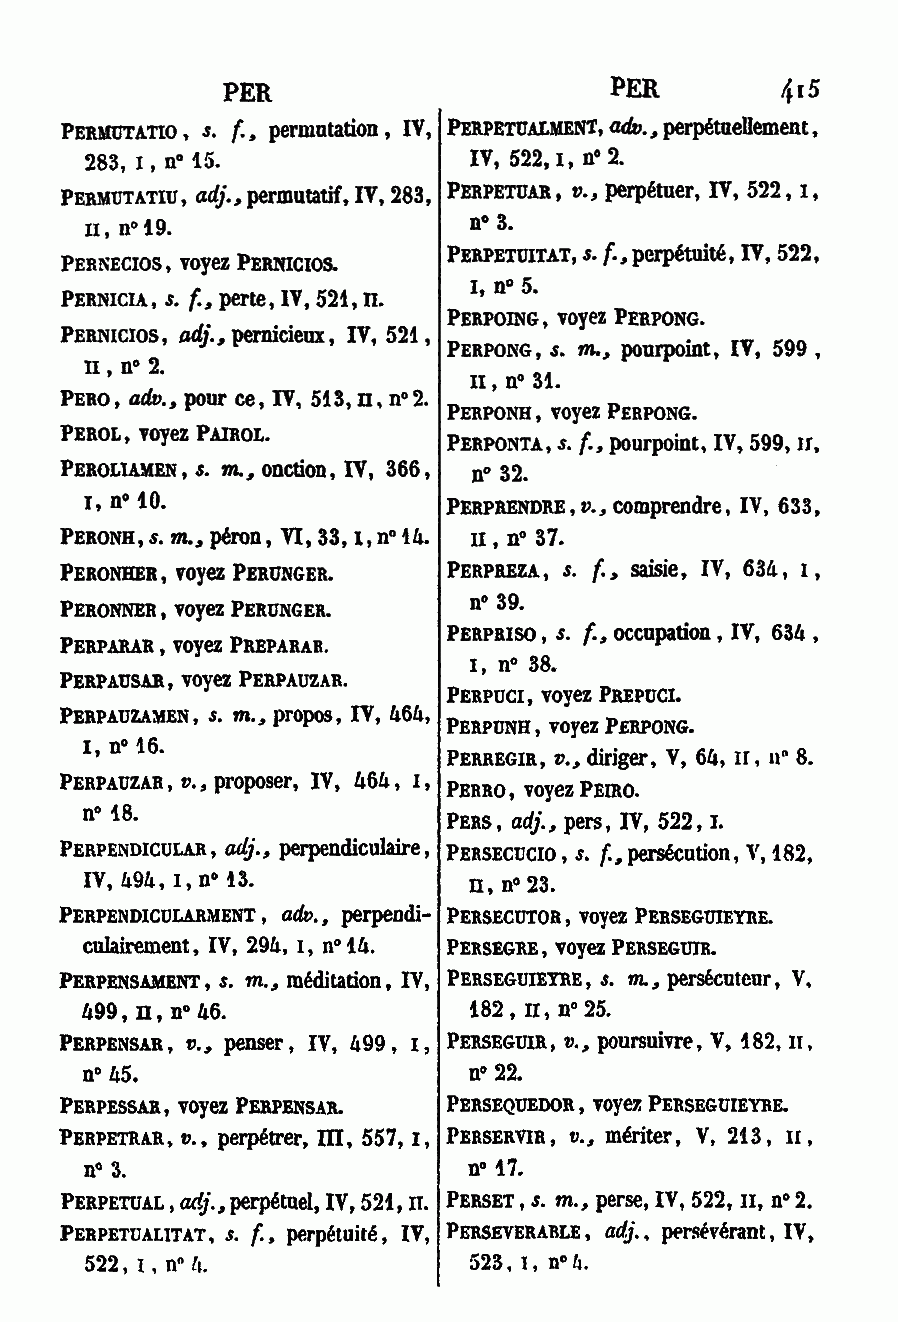 PER
PERMUTATIO, s. f., permutation, IV,
283, I, n° 15.
PERMUTATIU, adj., permutatif, IV, 283,
II, n° 19.
PERNECIOS, voyez PERNICIOS.
PERNICIA, s. f., perte, IV, 521, II.
PERNICIOS, adj., pernicieux, IV, 521,
II, n° 2.
PERO, adv., pour ce, IV, 513, II, n° 2.
PEROL, voyez PAIROL.
PEROLIAMEN, s. m., onction, IV, 366,
I, n° 10.
PERONH, s. m., péron, VI, 33, I, n° 14.
PERONHER, voyez PERUNGER.
PERONNER, voyez PERUNGER.
PERPARAR, voyez PREPARAR.
PERPAUSAR, voyez PERPAUZAR.
PERPAUZAMEN, s. m., propos, IV, 464,
I, n° 16.
PERPAUZAR, v., proposer, IV, 464, I,
n° 18.
PERPENDICULAR, adj., perpendiculaire,
IV, 494, I, n° 13.
PERPENDICULARMENT, adv., perpendi-
culairement, IV, 294, I, n° 14.
PERPENSAMENT, s. m., méditation, IV,
499, II, n° 46.
PERPENSAR, v., penser, IV, 499, I,
n° 45.
PERPESSAR, voyez PERPENSAR.
PERPETRAR, v., perpétrer, III, 557, I,
n° 3.
PERPETUAL, adj., perpétuel, IV, 521, II.
PERPETUALITAT, s. f., perpétuité, IV,
522, I, n° 4.
PER 415
PERPETUALMENT, adv., perpétuellement,
IV, 522, I, n° 2.
PERPETUAR, v., perpétuer, IV, 522, I,
n° 3.
PERPETUITAT, s. f., perpétuité, IV, 522,
I, n° 5.
PERPOING, voyez PERPONG.
PERPONG, s. m., pourpoint, IV, 599,
II, n° 31.
PERPONH, voyez PERPONG.
PERPONTA, s. f., pourpoint, IV, 599, II,
n° 32.
PERPRENDRE, v., comprendre, IV, 633,
II, n° 37.
PERPREZA, s. f., saisie, IV, 634, I,
n° 39.
PERPRISO, s. f., occupation, IV, 634,
I, n° 38.
PERPUCI, voyez PREPUCI.
PERPUNH, voyez PERPONG.
PERREGIR, v., diriger, V, 64, II, n° 8.
PERRO, voyez PEIRO.
PERS, adj., pers, IV, 522, I.
PERSECUCIO, s. f., persécution, V, 182,
II, n° 23.
PERSECUTOR, voyez PERSEGUIEYRE.
PERSEGRE, voyez PERSEGUIR.
PERSEGUIEYRE, s. m., persécuteur, V,
182, II, n° 25.
PERSEGUIR, v., poursuivre, V, 182, II,
n° 22.
PERSEQUEDOR, voyez PERSEGUIEYRE.
PERSERVIR, v., mériter, V, 213, II,
n° 17.
PERSET, s. m., perse, IV, 522, II, n° 2.
PERSEVERABLE, adj., persévérant, IV,
523, I, n° 4.